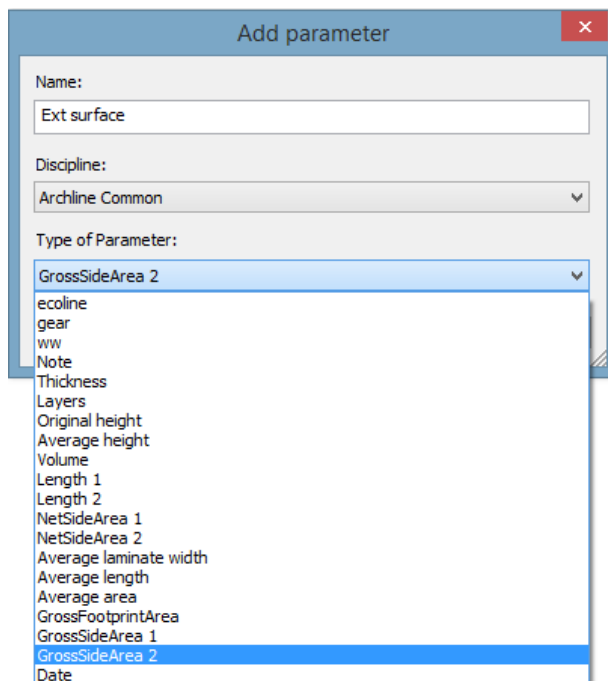 Add parameter
Name:
Ext surface
Discipline:
Archline Common
Type of Parameter:
GrossSideArea 2
ecoline
gear
ww
Note
Thickness
Layers
Original height
Average height
Volume
Length 1
Length 2
NetSideArea 1
NetSideArea 2
Average laminate width
Average length
Average area
GrossFootprintArea
GrossSideArea 1
GrossSideArea 2
Date